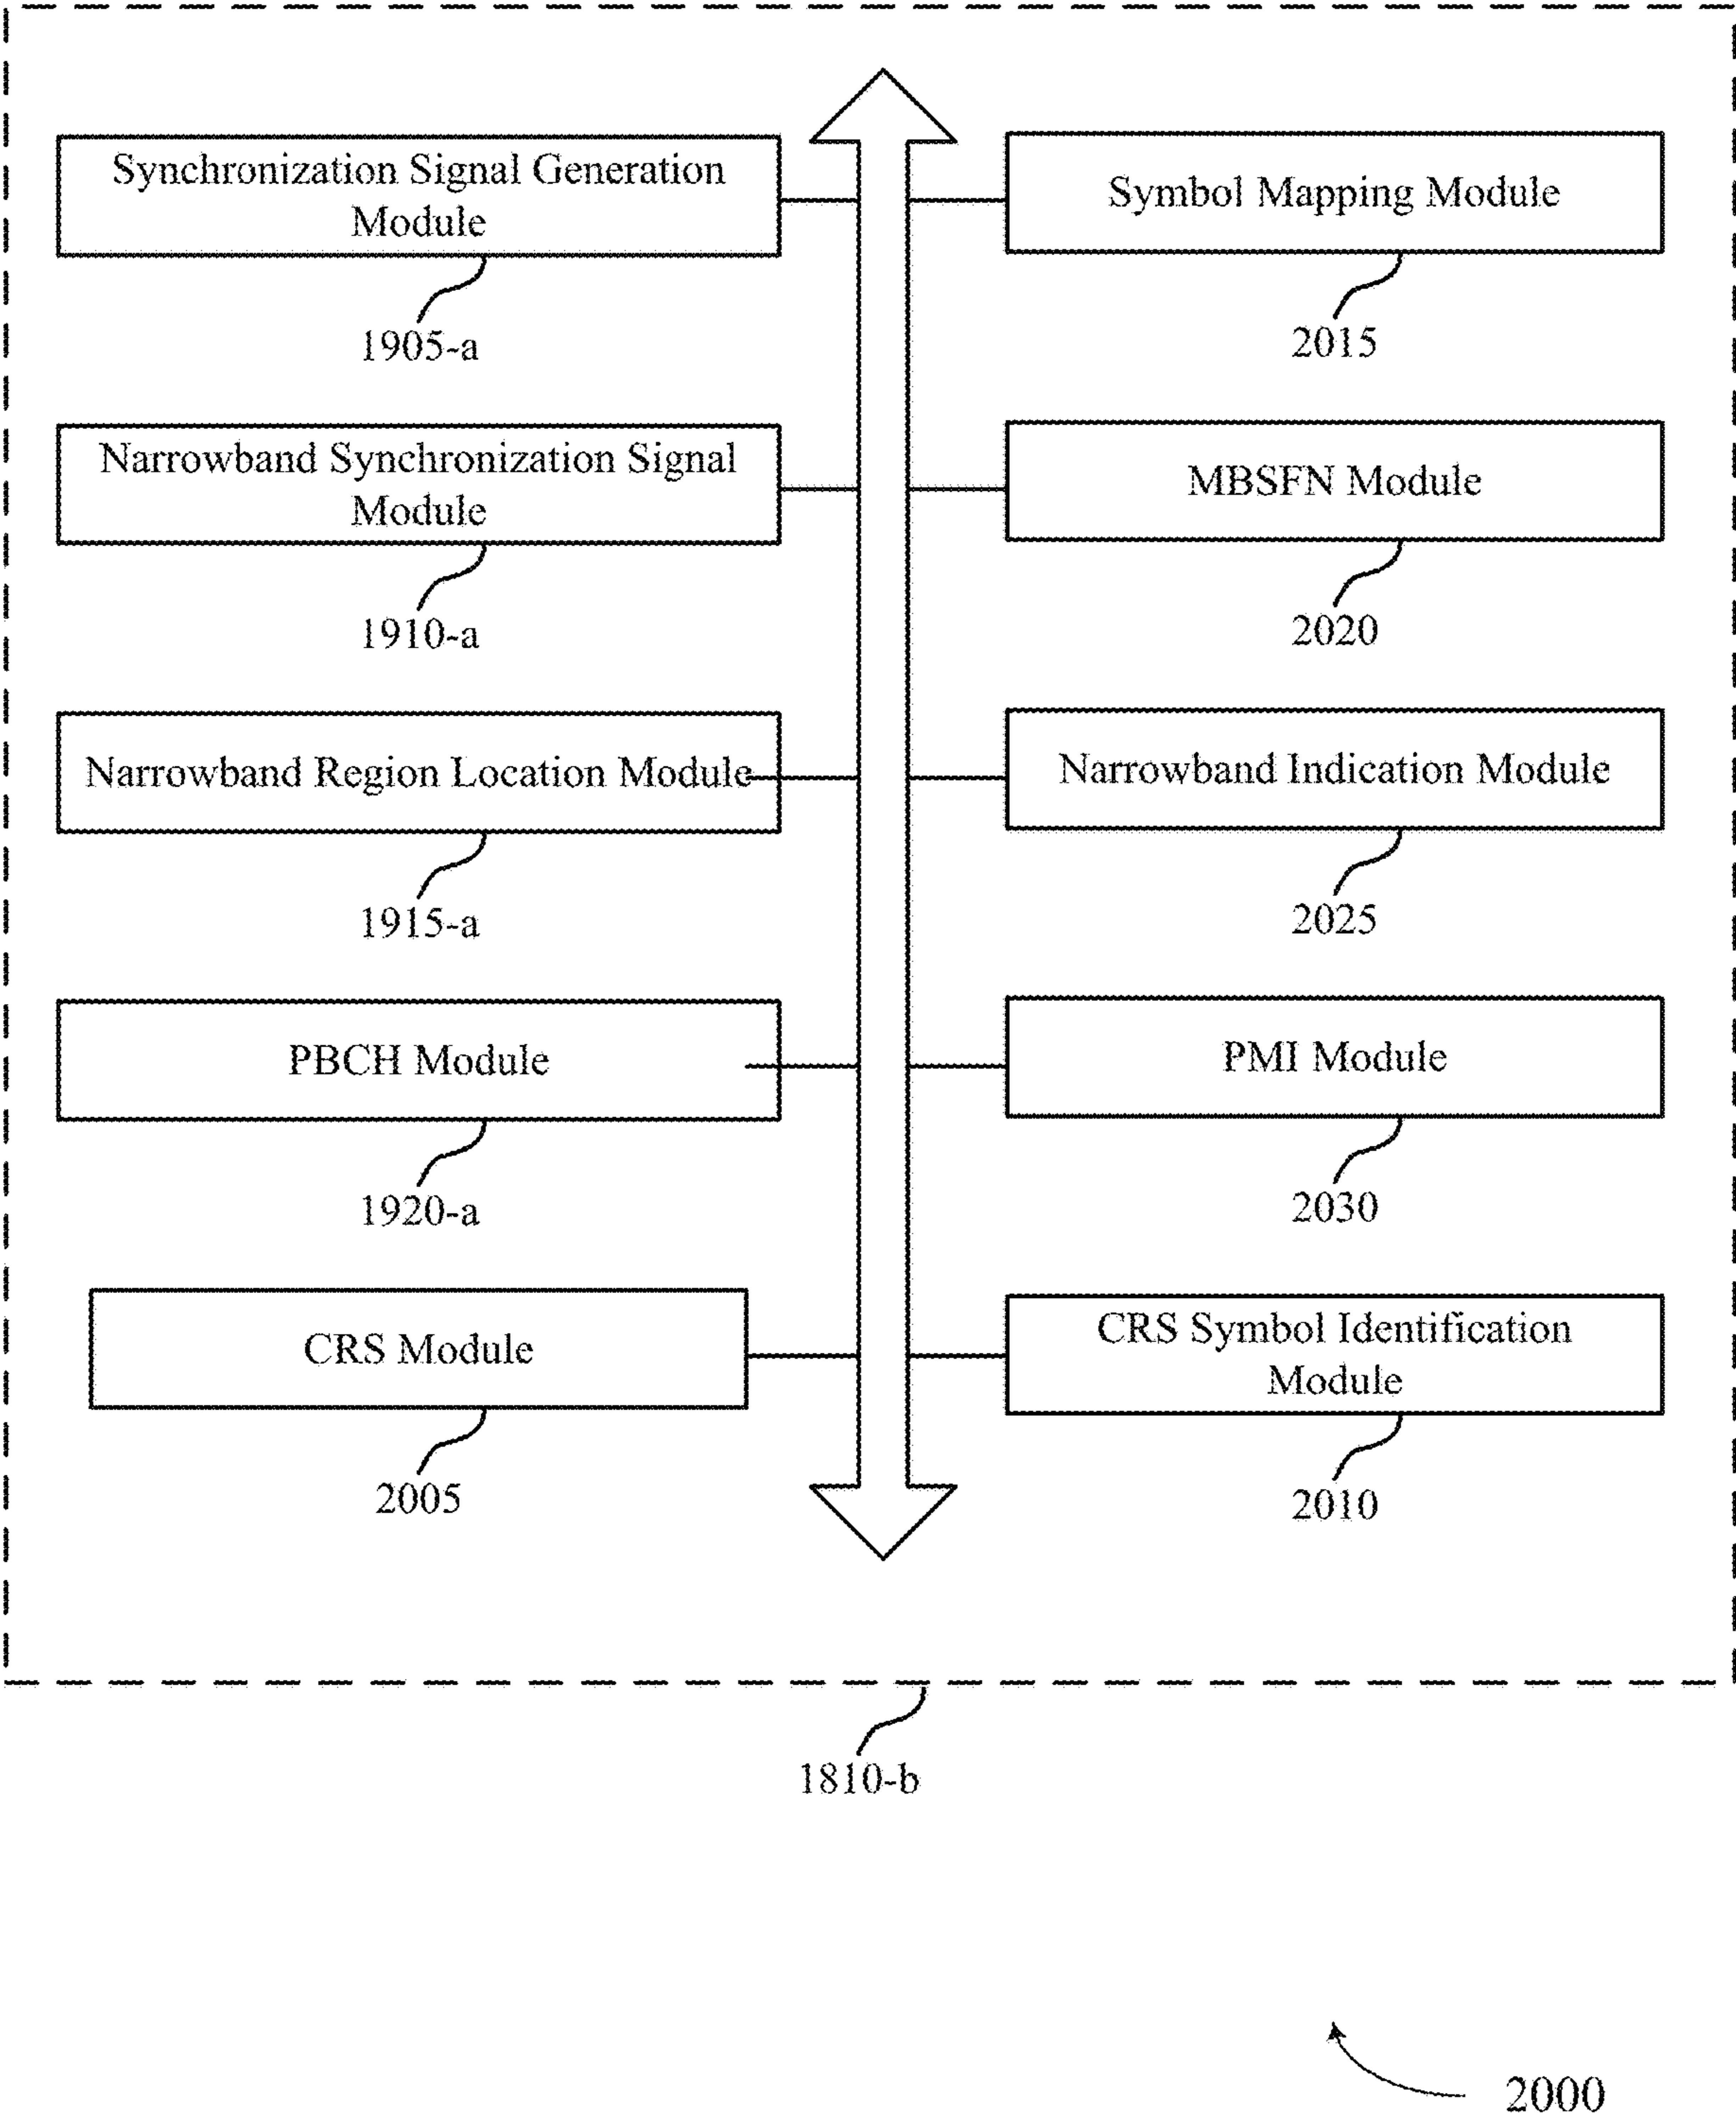 Synchronization Signal Generation
Module
1905-a
Symbol Mapping Module
2015
Narrowband Synchronization Signal
Module
1910-a
MBSFN Module
2020
Narrowband Region Location Module
1915-a
Narrowband Indication Module
2025
PBCH Module
1920-a
PMI Module
2030
CRS Module
2005
CRS Symbol Identification
Module
2010
1810-b
2000